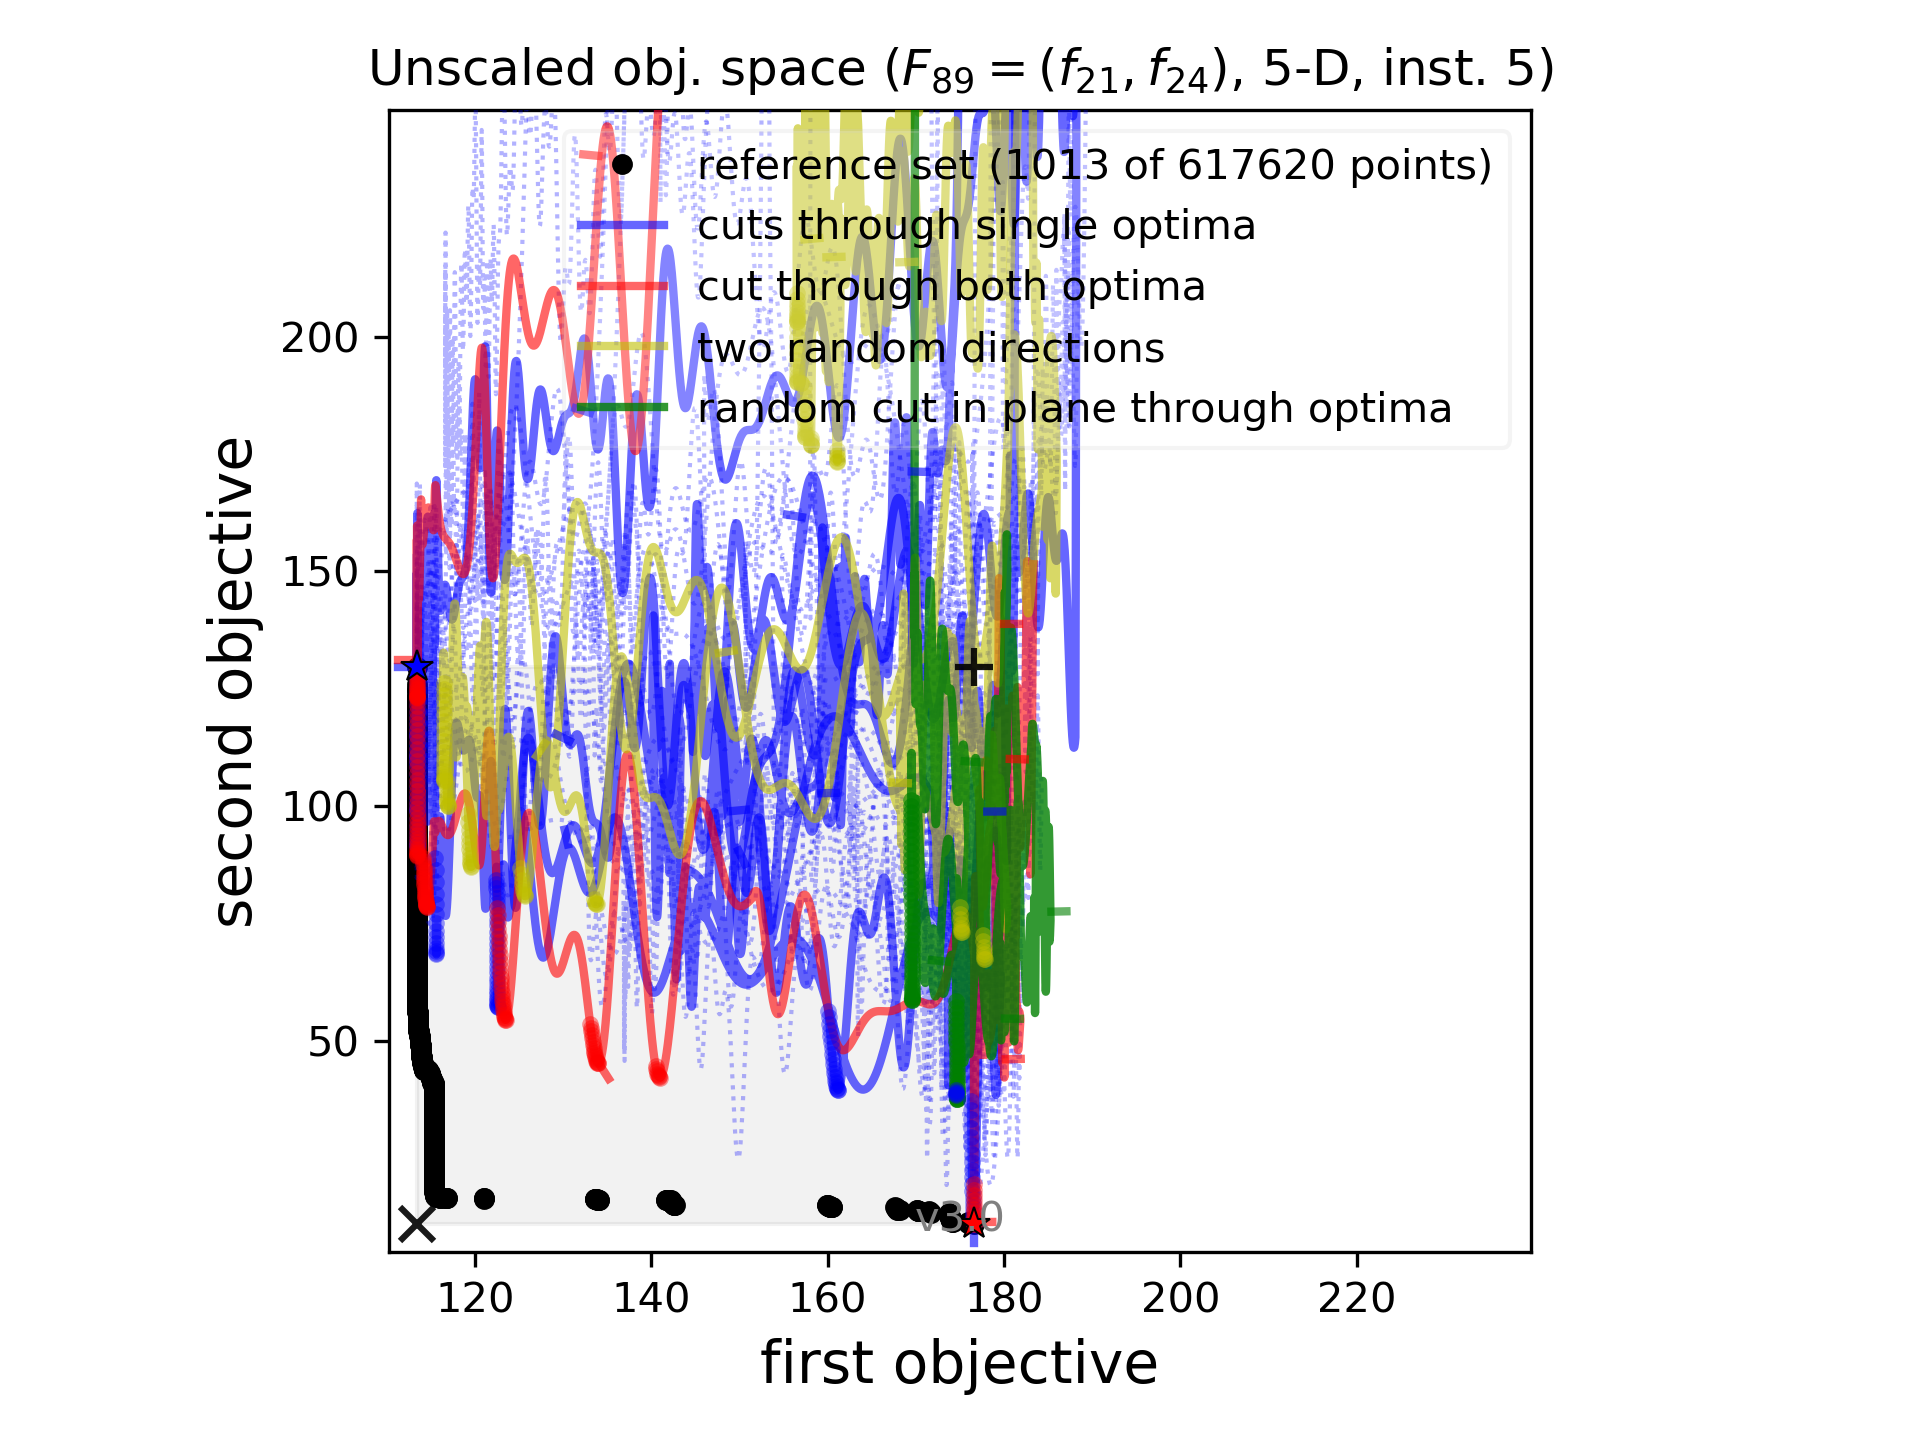 Unscaled obj. space (F89 = (f21, f24), 5-D, inst. 5)
reference set (1013 of 617620 points)
cuts through single optima
cut through both optima
two random directions
random cut in plane through optima
second objective
200
150
100
50
v3.0
120 140 160 180 200 220
first objective